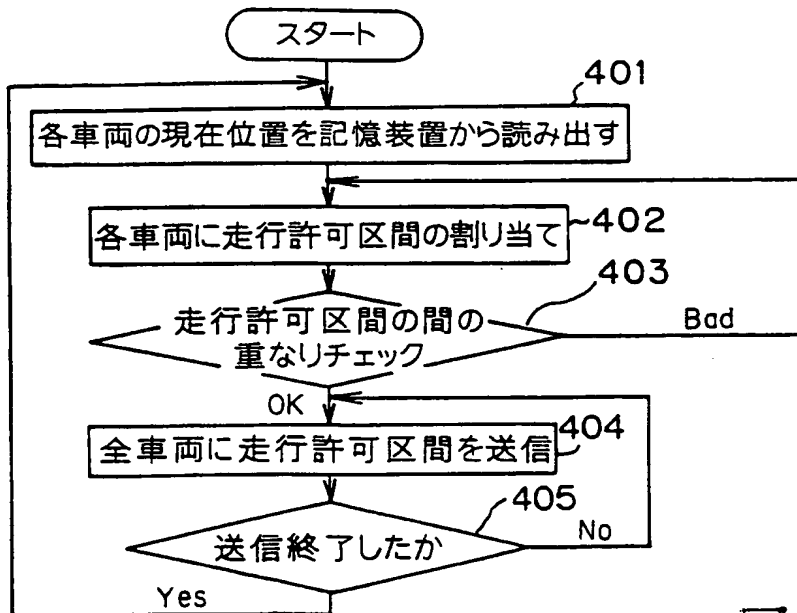 スタート
401
各車両の現在位置を記憶装置から読み出す
各車両に走行許可区間の割り当て
402
403
走行許可区間の間の
重なりチェック
Bad
OK
全車両に走行許可区間を送信
404
405
送信終了したか
No
Yes